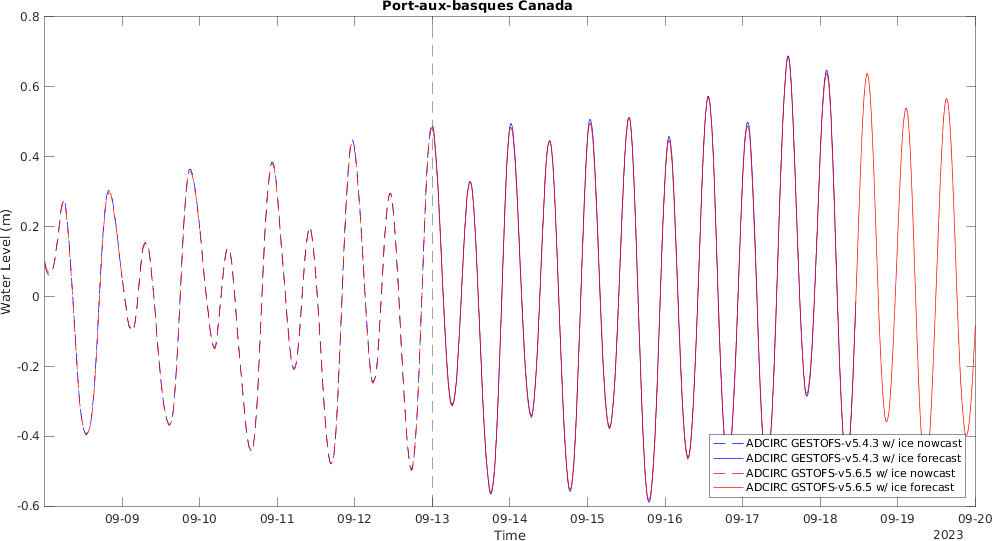 Port-aux-basques Canada
0.8
0.6
0.4
0.2
0
-0.2
-0.4
-0.6
Water Level (m)
ADCIRC GESTOFS-v5.4.3 w/ ice nowcast
ADCIRC GESTOFS-v5.4.3 w/ ice forecast
ADCIRC GSTOFS-v5.6.5 w/ ice nowcast
ADCIRC GSTOFS-v5.6.5 w/ ice forecast
09-09 09-10 09-11 09-12 09-13 09-14 09-15 09-16 09-17 09-18 09-19 09-20
Time
2023